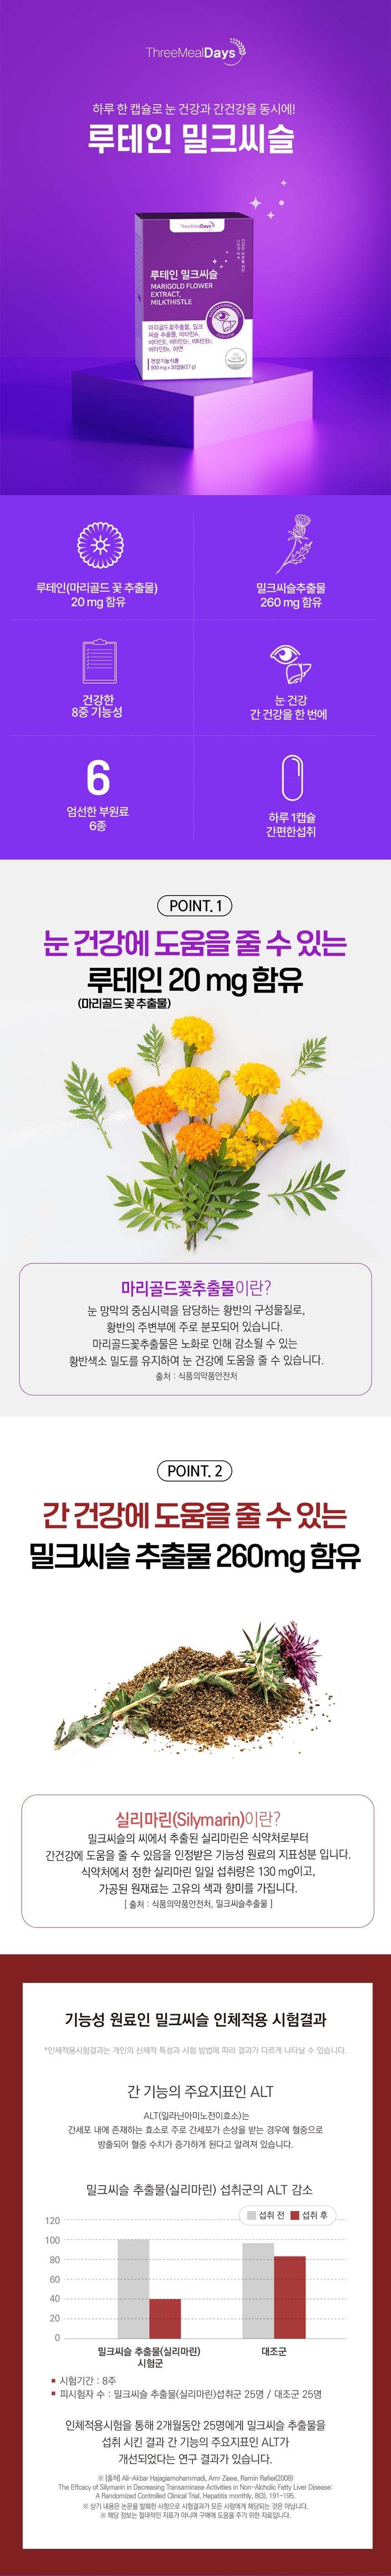 ThreeMealDays
하루 한 캡슐로 눈 건강과 간건강을 동시에!
루테인 밀크씨슬
ThreeMealDays
루테인 밀크씨슬
MARIGOLD FLOWER
EXTRACT,
MILKTHISTLE
마리골드꽃추출물, 밀크
씨슬 추출물, 비타민A,
건강기능식품
900 mg x 30캡슐(27 g)
루테인(마리골드 꽃 추출물)
20 mg 함유
밀크씨슬추출물
260 mg 함유
건강한
8중 기능성
눈 건강
간 건강을 한 번에
6
엄선한 부원료
6종
하루 1캡슐
간편한섭취
POINT. 1
눈 건강에 도움을 줄 수 있는
루테인 20 mg 함유
(마리골드 꽃 추출물)
마리골드꽃추출물이란?
눈 망막의 중심시력을 담당하는 황반의 구성물질로,
황반의 주변부에 주로 분포되어 있습니다.
마리골드꽃추출물은 노화로 인해 감소될 수 있는
황반색소 밀도를 유지하여 눈 건강에 도움을 줄 수 있습니다.
출처 : 식품의약품안전처
POINT. 2
간 건강에 도움을 줄 수 있는
밀크씨슬 추출물 260mg 함유
실리마린(Silymarin)이란?
밀크씨슬의 씨에서 추출된 실리마린은 식약처로부터
간건강에 도움을 줄 수 있음을 인정받은 기능성 원료의 지표성분 입니다.
식약처에서 정한 실리마린 일일 섭취량은 130 mg이고,
가공된 원재료는 고유의 색과 향미를 가집니다.
[ 출처 : 식품의약품안전처, 밀크씨슬추출물 ]
기능성 원료인 밀크씨슬 인체적용 시험결과
*인체적용시험결과는 개인의 신체적 특성과 시험 방법에 따라 결과가 다르게 나타날 수 있습니다.
간 기능의 주요지표인 ALT
ALT(알라닌아미노전이효소)는
간세포 내에 존재하는 효소로 주로 간세포가 손상을 받는 경우에 혈중으로
방출되어 혈중 수치가 증가하게 된다고 알려져 있습니다.
밀크씨슬 추출물(실리마린) 섭취군의 ALT 감소
섭취 전 섭취 후
120
100
80
60
40
20
0
밀크씨슬 추출물(실리마린)
시험군
대조군
시험기간 : 8주
피시험자 수 : 밀크씨슬 추출물(실리마린)섭취군 25명 / 대조군 25명
인체적용시험을 통해 2개월동안 25명에게 밀크씨슬 추출물을
섭취 시킨 결과 간 기능의 주요지표인 ALT가
개선되었다는 연구 결과가 있습니다.
※ [출처] Ali-Akbar Hajagiamohammadi, Amr Ziaee, Ramin Rafiei(2008)
The Effcacy of Silymarin in Decreasing Transaminase Activities in Non-Alcholic Fatty Liver Disease:
A Randomized Controlled Clinical Trial, Hepatitis monthly, 8(3), 191-195.
※ 상기 내용은 논문을 발췌한 사항으로 시험결과가 모든 사람에게 해당되는 것은 아닙니다.
※ 해당 정보는 절대적인 지표가 아니며 구매에 도움을 주기 위한 자료입니다.